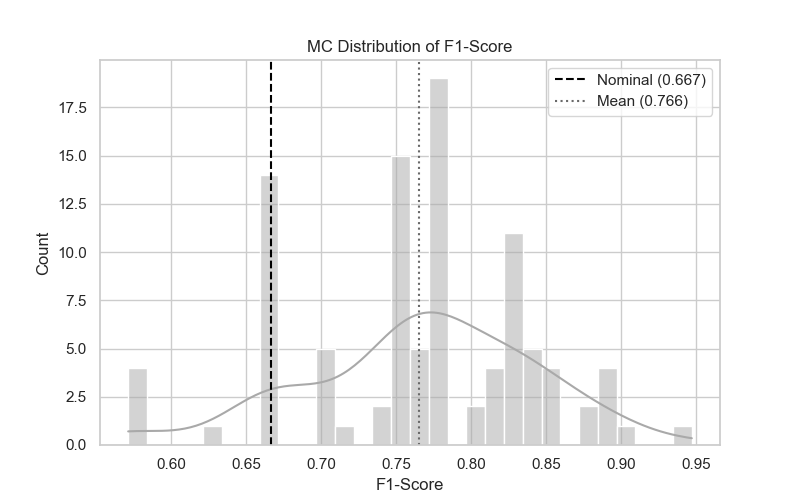 MC Distribution of F1-Score
Nominal (0.667)
Mean (0.766)
Count
17.5
15.0
12.5
10.0
7.5
5.0
2.5
0.0
0.60 0.65 0.70 0.75 0.80 0.85 0.90 0.95
F1-Score